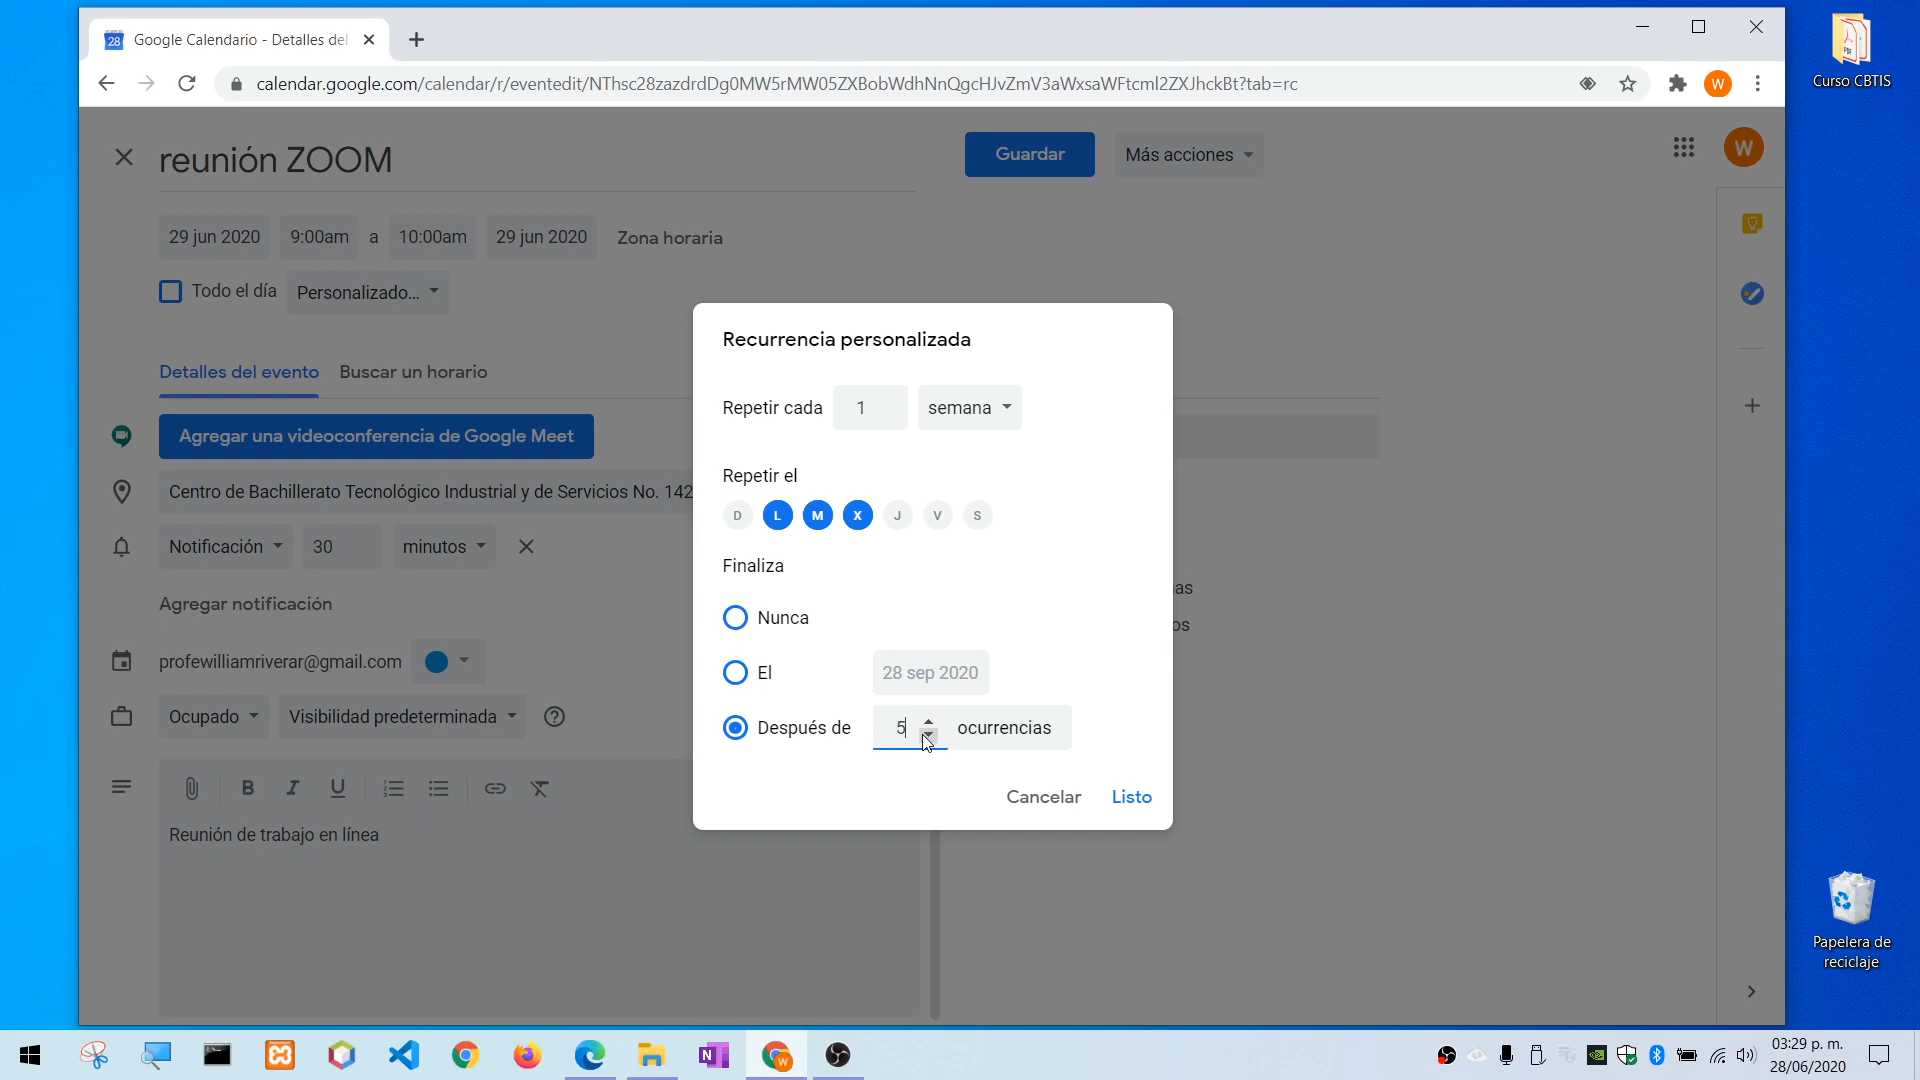 28 Google Calendario - Detalles del
calendar.google.com/calendar/r/eventedit/NThsc28zazdrdDg0MW5rMW05ZXBobWdhNnQgcHJvZmV3aWxsaWFtcml2ZXJhckBt?tab=rc
W
Curso CBTIS
reunión ZOOM
Guardar
Más acciones
W
29 jun 2020 9:00am a 10:00am 29 jun 2020 Zona horaria
Todo el día Personalizado...
Detalles del evento Buscar un horario
Agregar una videoconferencia de Google Meet
Centro de Bachillerato Tecnológico Industrial y de Servicios No. 142
Notificación 30 minutos
Agregar notificación
profewilliamriverar@gmail.com
Ocupado Visibilidad predeterminada
B I U
Reunión de trabajo en línea
Recurrencia personalizada
Repetir cada 1 semana
Repetir el
D L M X J V S
Finaliza
Nunca
El 28 sep 2020
Después de 5 ocurrencias
Cancelar Listo
as
os
Papelera de
reciclaje
03:29 p. m.
28/06/2020